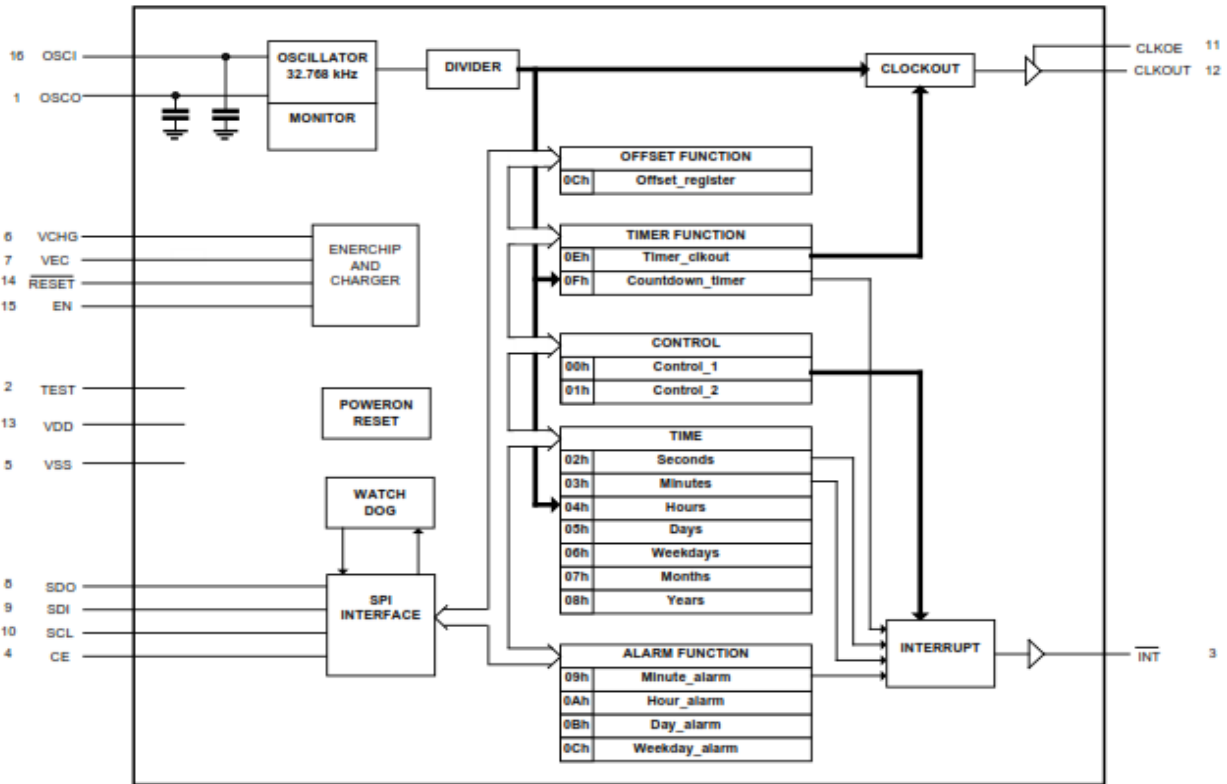 16 OSCI
1 OSCO
OSCILLATOR
32.768 kHz
MONITOR
DIVIDER
CLOCKOUT
CLKOE 11
CLKOUT 12
OFFSET FUNCTION
0Ch Offset_register
6 VCHG
7 VEC
14 RESET
15 EN
ENERCHIP
AND
CHARGER
TIMER FUNCTION
0Eh Timer_clkout
0Fh Countdown_timer
CONTROL
00h Control_1
01h Control_2
2 TEST
13 VDD
5 VSS
POWERON
RESET
TIME
02h Seconds
03h Minutes
04h Hours
05h Days
06h Weekdays
07h Months
08h Years
WATCH
DOG
8 SDO
9 SDI
10 SCL
4 CE
SPI
INTERFACE
ALARM FUNCTION
09h Minute_alarm
0Ah Hour_alarm
0Bh Day_alarm
0Ch Weekday_alarm
INTERRUPT
INT 3